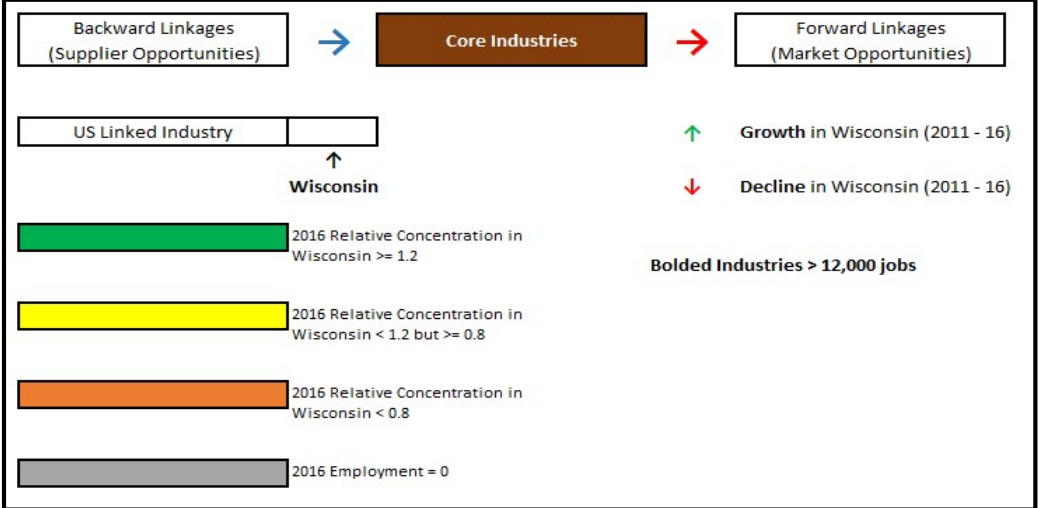 Backward Linkages
(Supplier Opportunities)
→
Core Industries
→
Forward Linkages
(Market Opportunities)
US Linked Industry
↑
Wisconsin
↑ Growth in Wisconsin (2011 - 16)
↓ Decline in Wisconsin (2011 - 16)
2016 Relative Concentration in
Wisconsin >= 1.2
Bolded Industries > 12,000 jobs
2016 Relative Concentration in
Wisconsin < 1.2 but >= 0.8
2016 Relative Concentration in
Wisconsin < 0.8
2016 Employment = 0